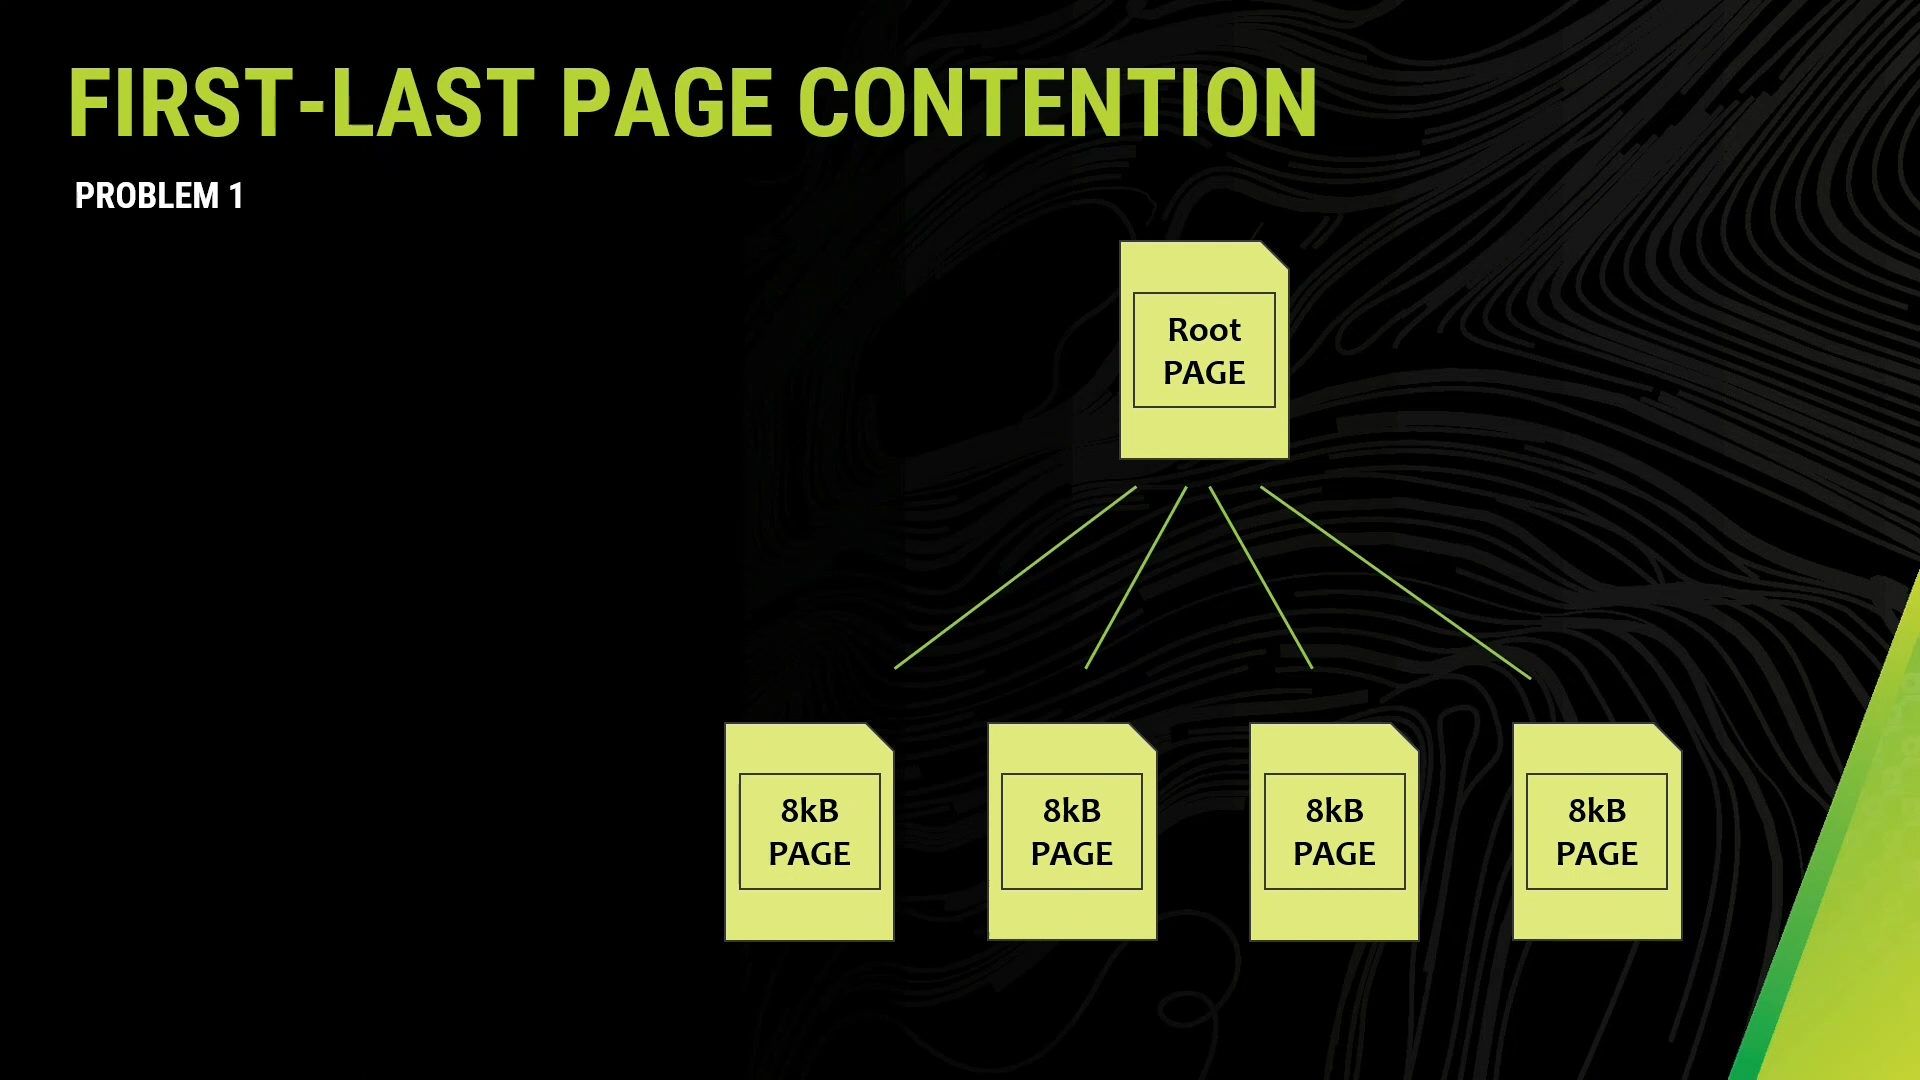 FIRST-LAST PAGE CONTENTION
PROBLEM 1
Root
PAGE
8kB
PAGE
8kB
PAGE
8kB
PAGE
8kB
PAGE